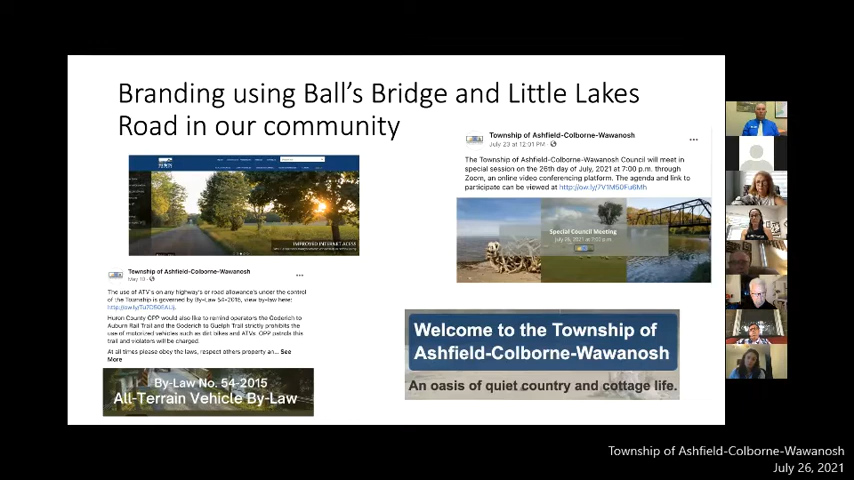 Branding using Ball's Bridge and Little Lakes
Road in our community
IMPROVED INTERNET ACCESS
Township of Ashfield-Colborne-Wawanosh
July 23 at 12:01 PM
The Township of Ashfield-Colborne-Wawanosh Council will meet in
special session on the 26th day of July, 2021 at 7:00 p.m. through
Zoom, an online video conferencing platform. The agenda and link to
participate can be viewed at http://ow.ly/7V1M50Fu6Mh
Special Council Meeting
July 26, 2021 at 7:00 p.m.
Township of Ashfield-Colborne-Wawanosh
The use of ATV's on any highway's or road allowance's under the control
of the Township is governed by By-Law 54-2015, view by-law here:
Huron County OPP would also like to remind operators the Goderich to
Auburn Rail Trail and the Goderich to Guelph Trail strictly prohibits the
use of motorized vehicles such as dirt bikes and ATVs. OPP patrols this
trail and violators will be charged.
At all times please obey the laws, respect others property an... See
More
By-Law No. 54-2015
All-Terrain Vehicle By-Law
Welcome to the Township of
Ashfield-Colborne-Wawanosh
An oasis of quiet country and cottage life.
Township of Ashfield-Colborne-Wawanosh
July 26, 2021